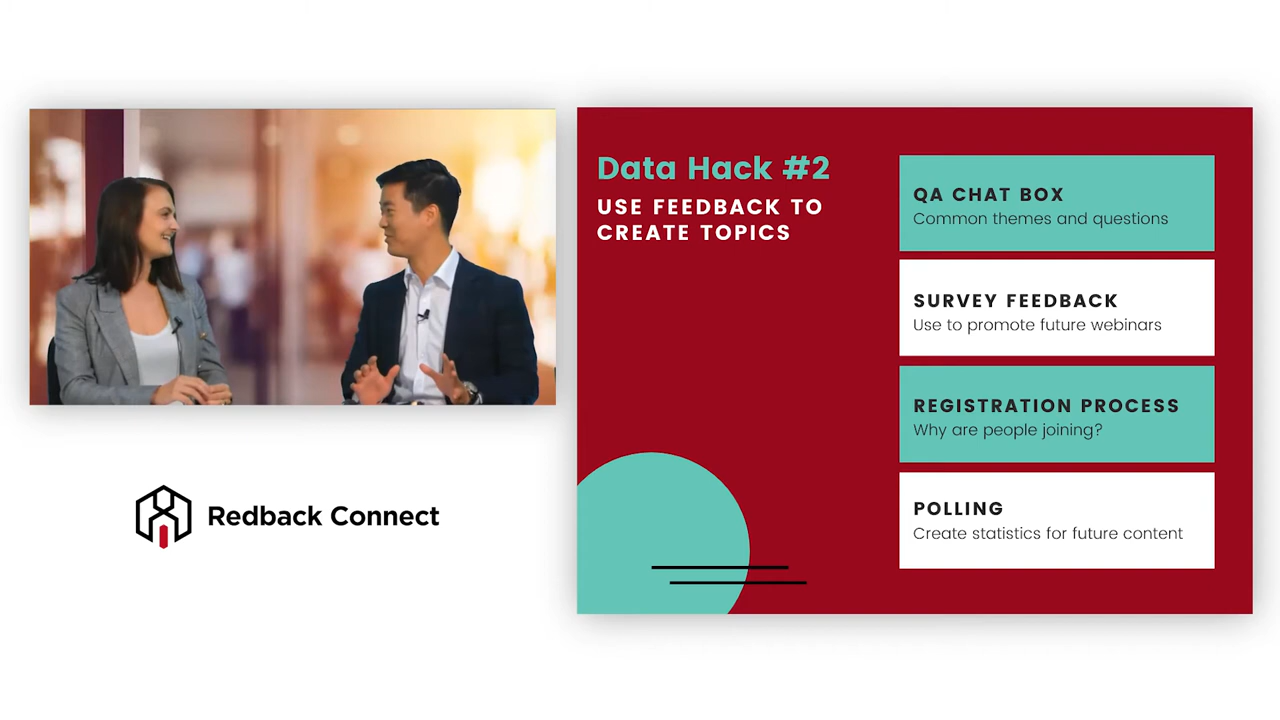 Data Hack #2
USE FEEDBACK TO
CREATE TOPICS
QA CHAT BOX
Common themes and questions
SURVEY FEEDBACK
Use to promote future webinars
REGISTRATION PROCESS
Why are people joining?
POLLING
Create statistics for future content
Redback Connect